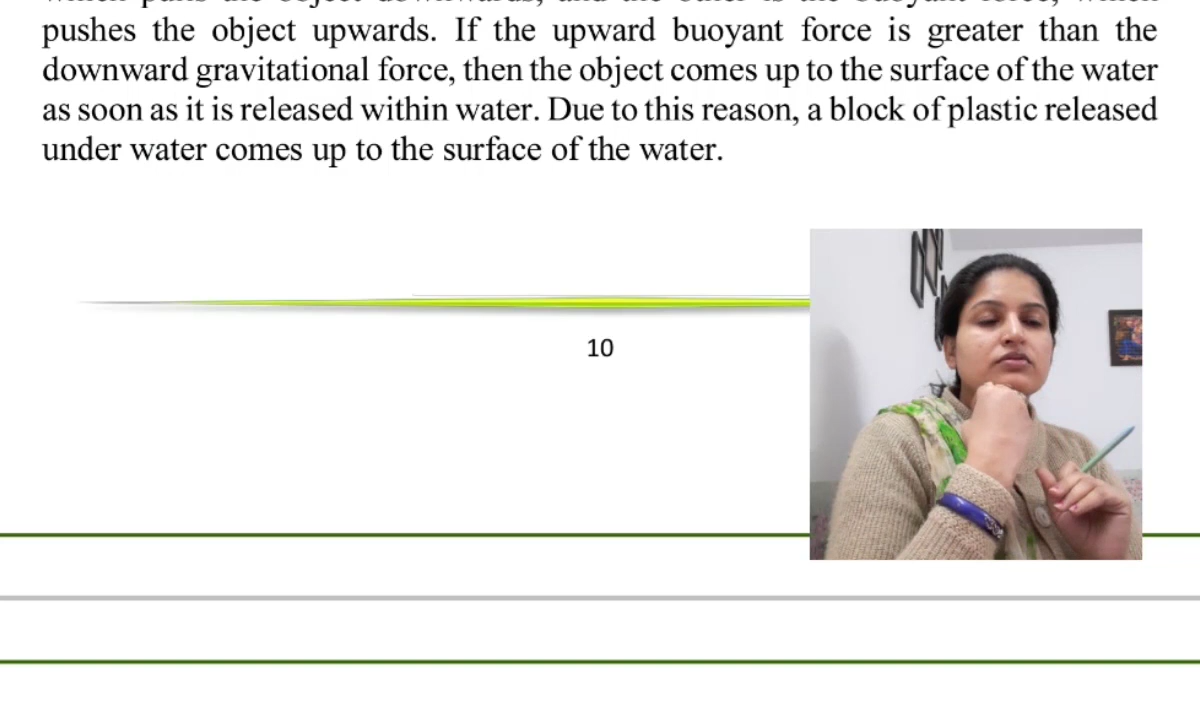 pushes the object upwards. If the upward buoyant force is greater than the
downward gravitational force, then the object comes up to the surface of the water
as soon as it is released within water. Due to this reason, a block of plastic released
under water comes up to the surface of the water.
10